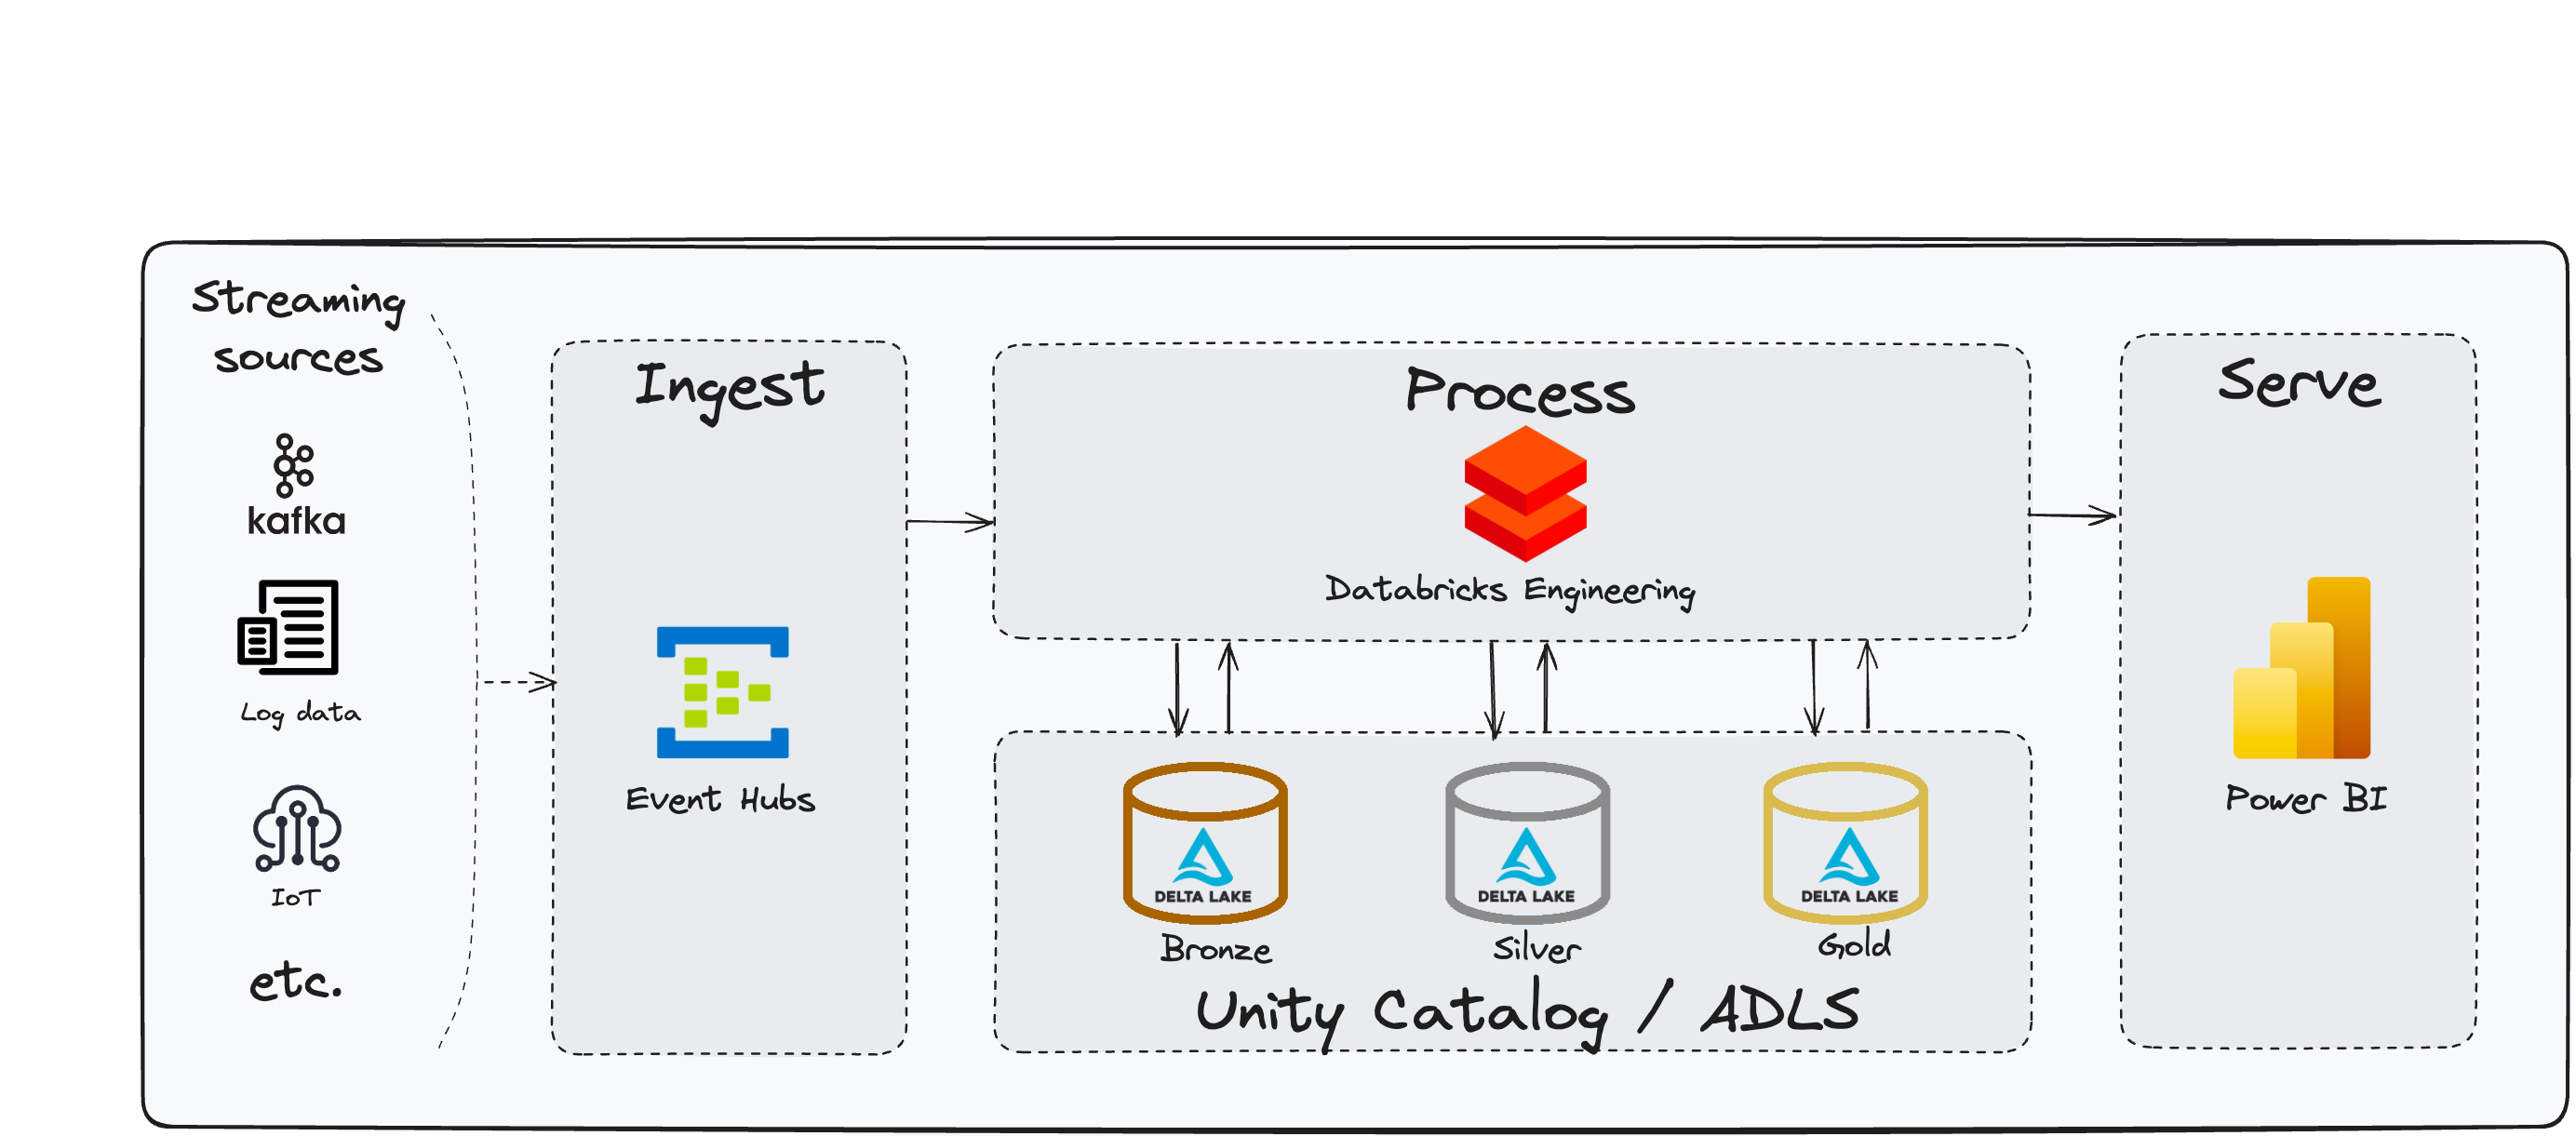 Streaming
sources
kafka
Log data
IoT
etc.
Ingest
Event Hubs
Process
Databricks Engineering
DELTA LAKE
DELTA LAKE
DELTA LAKE
Bronze
Silver
Gold
Unity Catalog / ADLS
Serve
Power BI